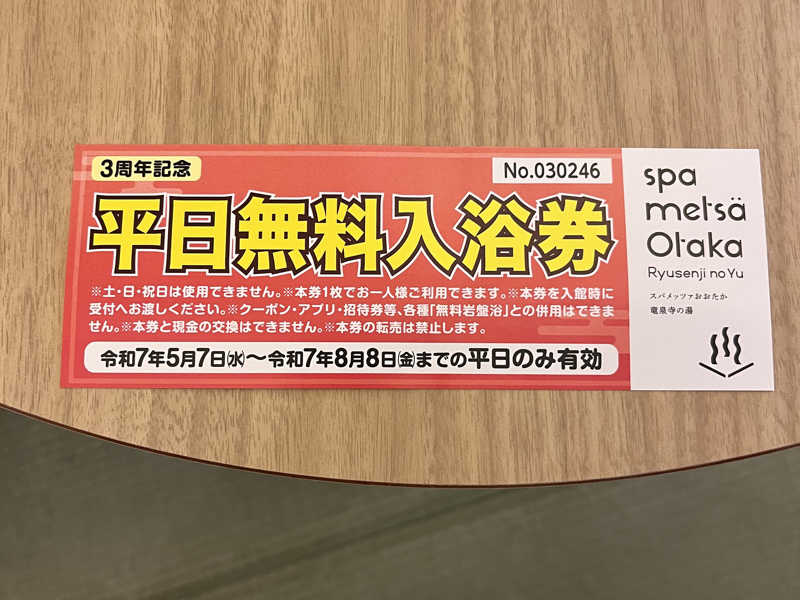 3周年記念
No.030246
平日無料入浴券
※土・日・祝日は使用できません。※本券1枚でお一人様ご利用できます。※本券を入館時に
受付へお渡しください。※クーポン・アプリ・招待券等、各種「無料岩盤浴」との併用はできま
せん。※本券と現金の交換はできません。※本券の転売は禁止します。
令和7年5月7日㈬〜令和7年8月8日㈮までの平日のみ有効
spa
metsä
Otaka
Ryusenji no Yu
スパメッツァおおたか
竜泉寺の湯